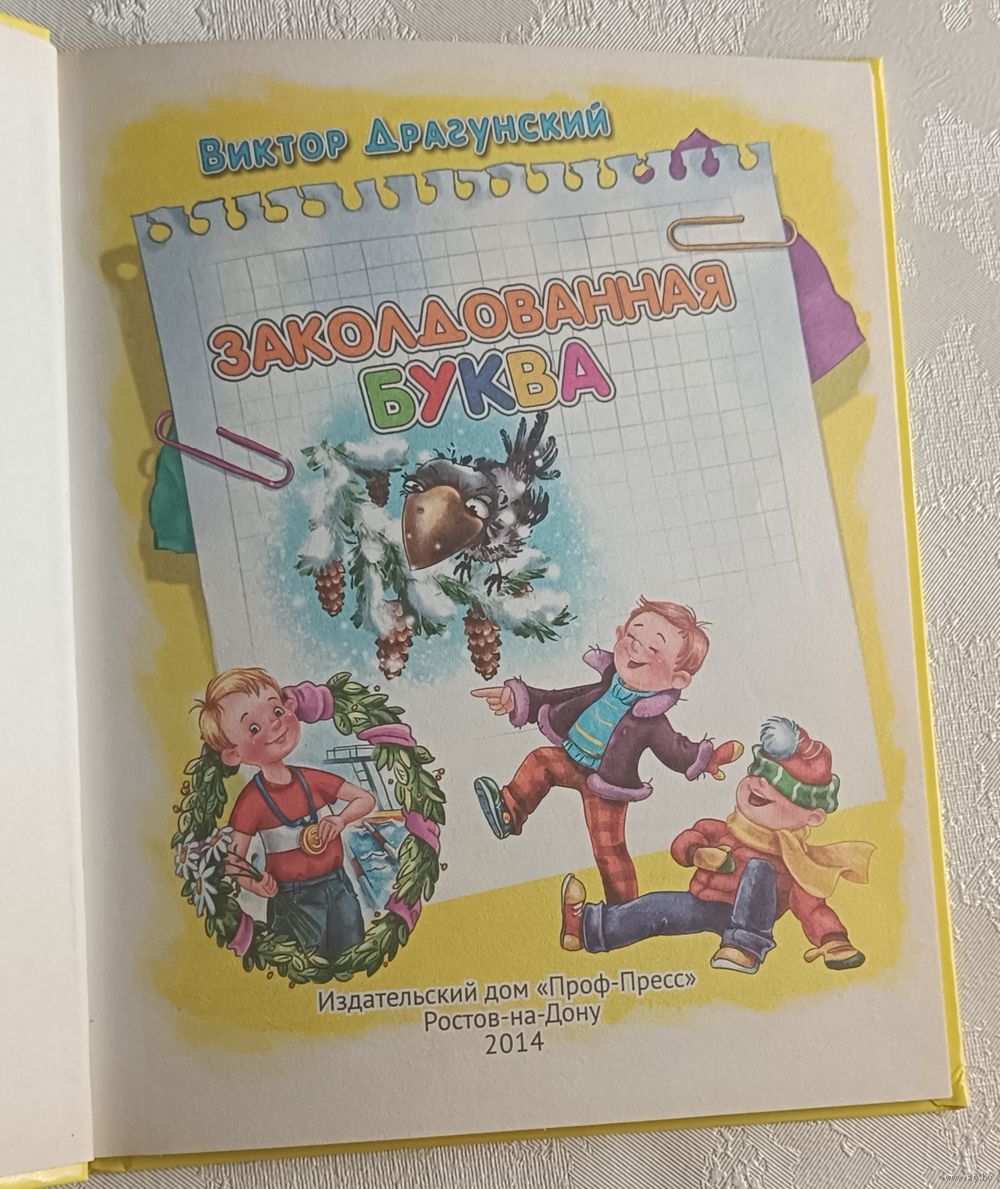 Виктор Драгунский
ЗАКОЛДОВАННАЯ
БУКВА
Издательский дом «Проф-Пресс»
Ростов-на-Дону
2014